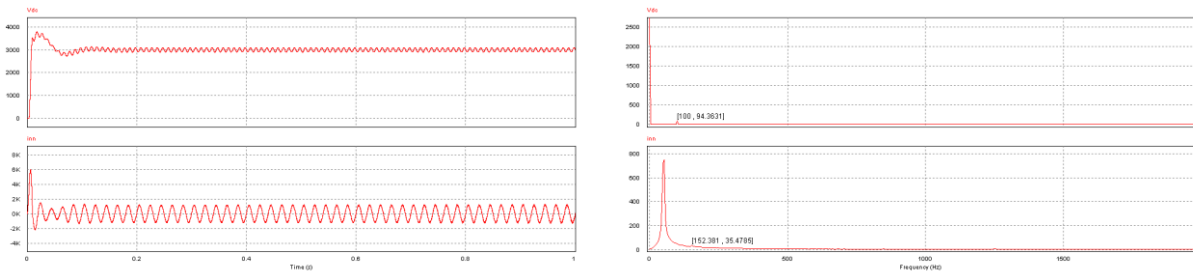 Vdc
4000
3000
2000
1000
0
Inn
8K
6K
4K
2K
0K
-2K
-4K
0
0.2
0.4
0.6
0.8
1
Time (s)
Vdc
2500
2000
1500
1000
500
0
[100 , 94.3631]
Inn
800
600
400
200
0
[152.381 , 35.4785]
0
500
1000
1500
Frequency (Hz)